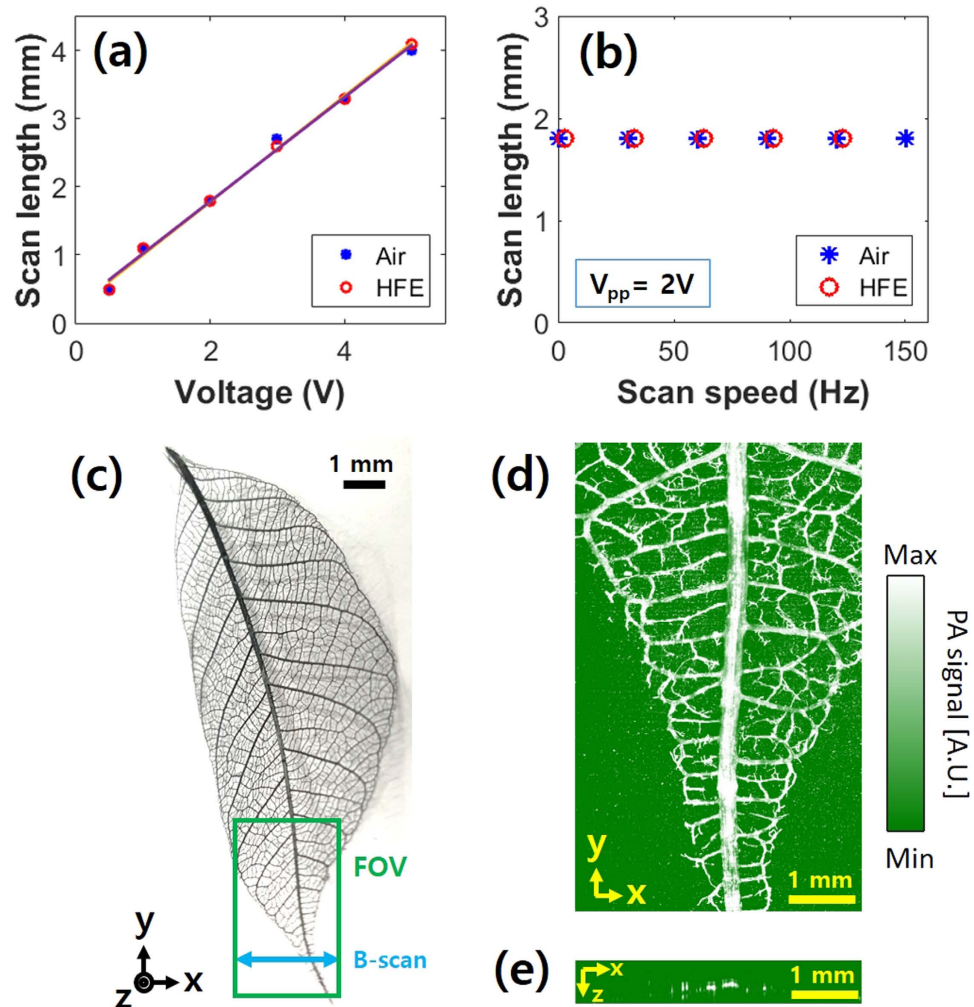 (a)
Scan length (mm)
4
3
2
1
0
0
2
4
Voltage (V)
Air
HFE
(b)
Scan length (mm)
3
2
1
0
0
50
100
150
Scan speed (Hz)
Vpp = 2V
Air
HFE
(c)
1 mm
FOV
B-scan
y
z
x
(d)
y
x
1 mm
Max
PA signal [A.U.]
Min
(e)
x
z
1 mm